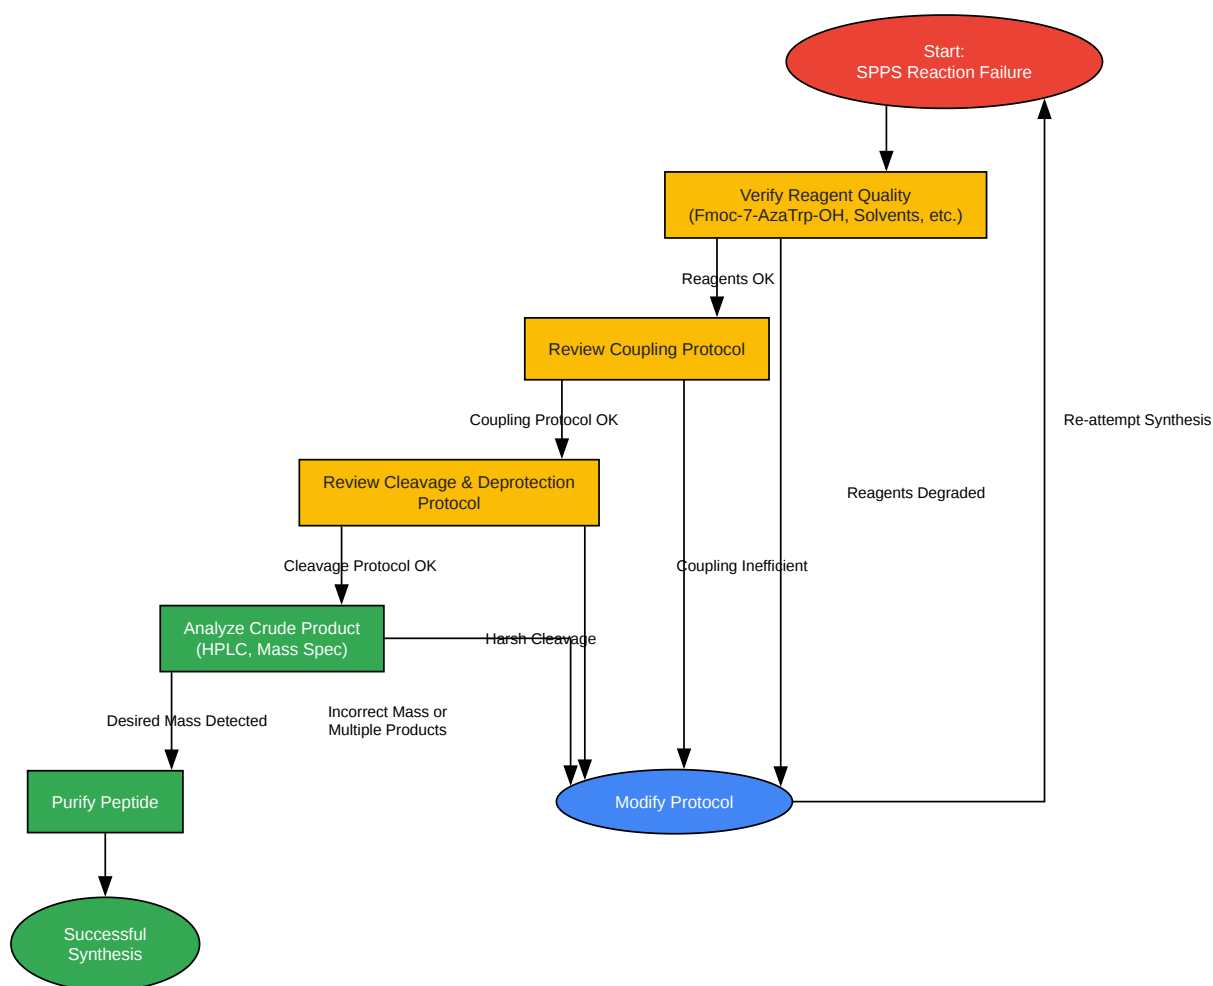 Start:
SPPS Reaction Failure
Verify Reagent Quality
(Fmoc-7-AzaTrp-OH, Solvents, etc.)
Reagents OK
Review Coupling Protocol
Coupling Protocol OK
Re-attempt Synthesis
Review Cleavage & Deprotection
Protocol
Reagents Degraded
Cleavage Protocol OK
Coupling Inefficient
Analyze Crude Product
(HPLC, Mass Spec)
Harsh Cleavage
Desired Mass Detected
Incorrect Mass or
Multiple Products
Purify Peptide
Modify Protocol
Successful
Synthesis